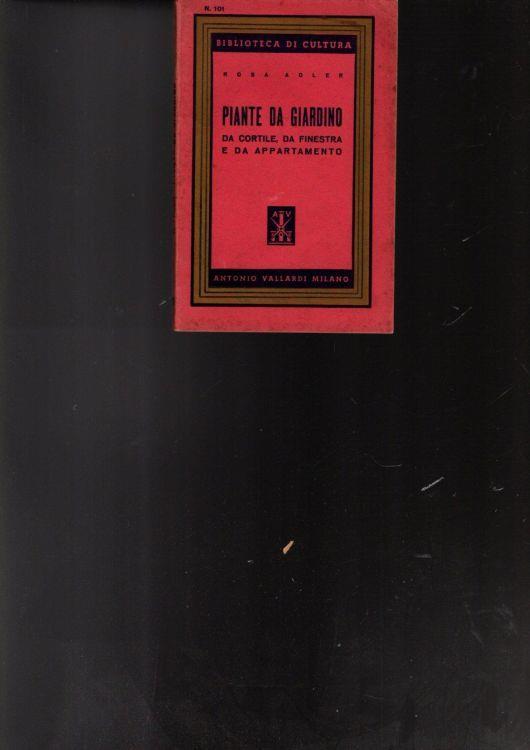 N. 101
BIBLIOTECA DI CULTURA
ROSA ADLER
PIANTE DA GIARDINO
DA CORTILE, DA FINESTRA
E DA APPARTAMENTO
A V
ANTONIO VALLARDI MILANO